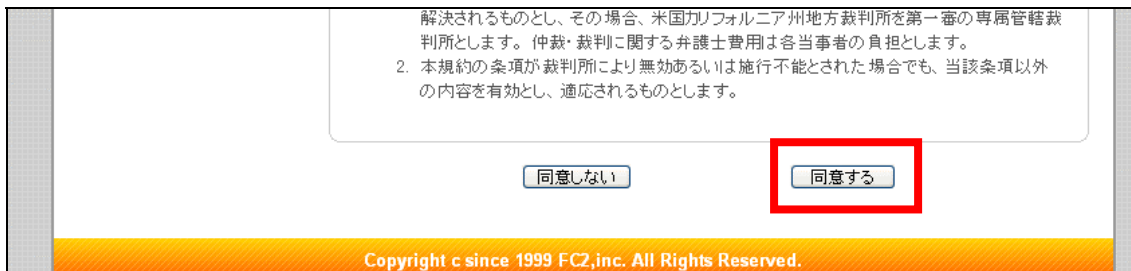 解決されるものとし、その場合、米国カリフォルニア州地方裁判所を第一審の専属管轄裁
判所とします。仲裁・裁判に関する弁護士費用は各当事者の負担とします。
2. 本規約の条項が裁判所により無効あるいは施行不能とされた場合でも、当該条項以外
の内容を有効とし、適応されるものとします。
同意しない 同意する
Copyright c since 1999 FC2,inc. All Rights Reserved.